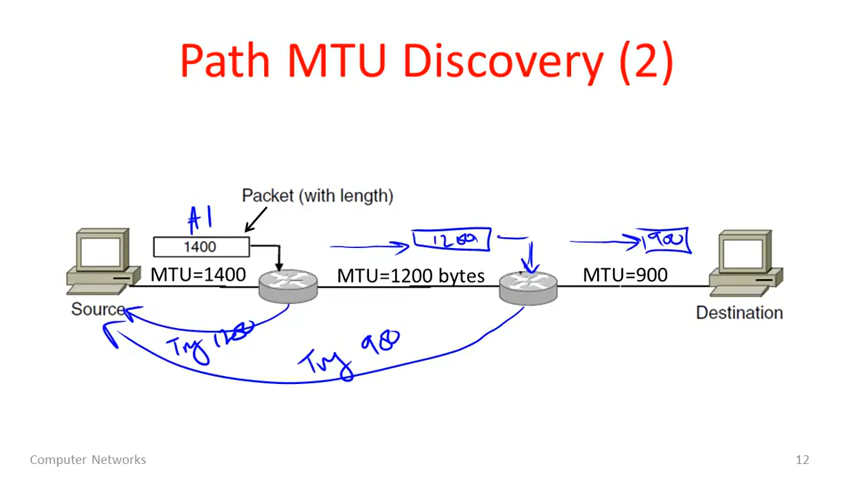 Path MTU Discovery (2)
Packet (with length)
A1
1400
1200
900
MTU=1400
MTU=1200 bytes
MTU=900
Source
Destination
Try 1200
Try 900
Computer Networks
12